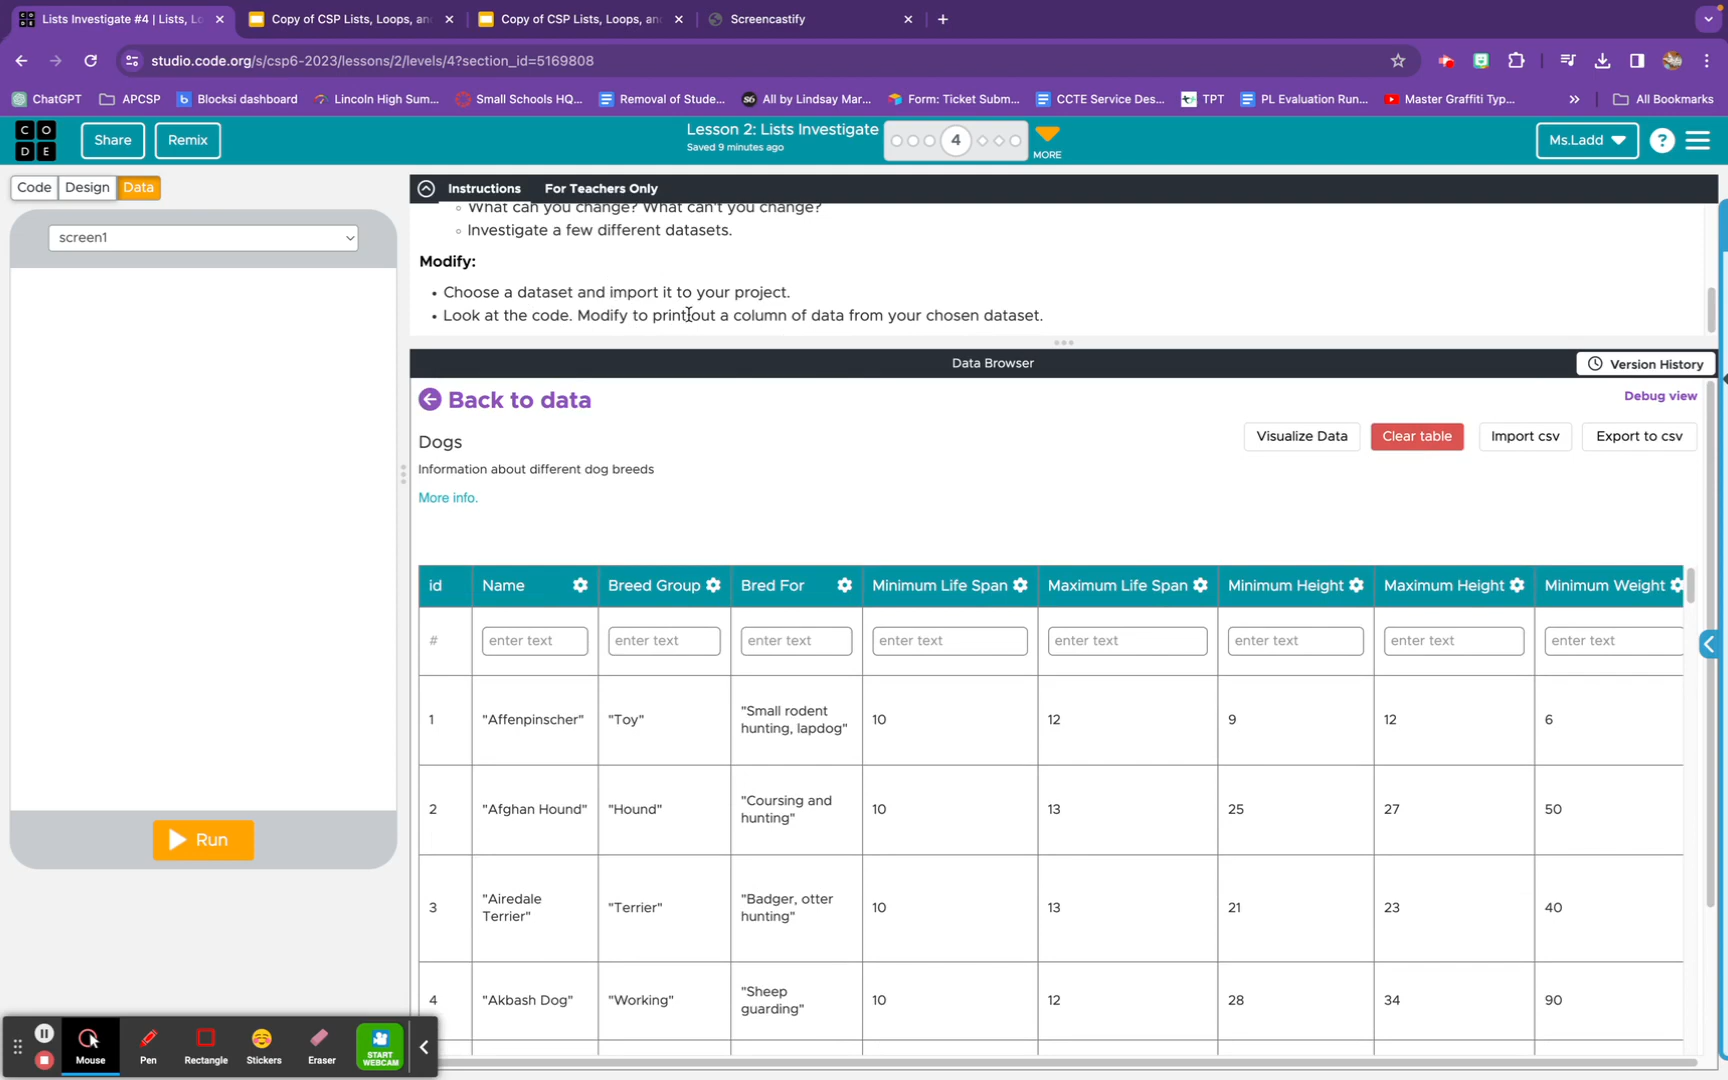 Lists Investigate #4 | Lists, Lo
Copy of CSP Lists, Loops, an
Copy of CSP Lists, Loops, an
Screencastify
studio.code.org/s/csp6-2023/lessons/2/levels/4?section_id=5169808
ChatGPT
APCSP
Blocksi dashboard
Lincoln High Sum...
Small Schools HQ...
Removal of Stude...
All by Lindsay Mar...
Form: Ticket Subm...
CCTE Service Des...
TPT
PL Evaluation Run...
Master Graffiti Typ...
All Bookmarks
C O
D E
Share
Remix
Lesson 2: Lists Investigate
Saved 9 minutes ago
4
MORE
Ms.Ladd
?
Code
Design
Data
Instructions
For Teachers Only
screen1
What can you change? What can't you change?
Investigate a few different datasets.
Modify:
Choose a dataset and import it to your project.
Look at the code. Modify to print out a column of data from your chosen dataset.
Data Browser
Version History
Back to data
Debug view
Dogs
Visualize Data
Clear table
Import csv
Export to csv
Information about different dog breeds
More info.
id Name Breed Group Bred For Minimum Life Span Maximum Life Span Minimum Height Maximum Height Minimum Weight
# enter text enter text enter text enter text enter text enter text enter text enter text
1 "Affenpinscher" "Toy" "Small rodent hunting, lapdog" 10 12 9 12 6
2 "Afghan Hound" "Hound" "Coursing and hunting" 10 13 25 27 50
3 "Airedale Terrier" "Terrier" "Badger, otter hunting" 10 13 21 23 40
4 "Akbash Dog" "Working" "Sheep guarding" 10 12 28 34 90
Run
Mouse
Pen
Rectangle
Stickers
Eraser
START
WEBCAM